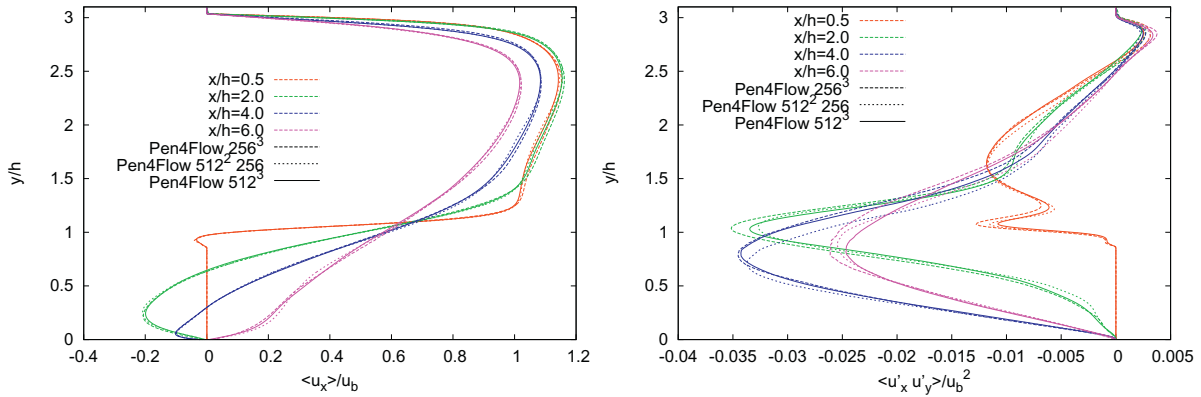 3
2.5
2
1.5
1
0.5
0
y/h
x/h=0.5
x/h=2.0
x/h=4.0
x/h=6.0
Pen4Flow 256³
Pen4Flow 512² 256
Pen4Flow 512³
-0.4 -0.2 0 0.2 0.4 0.6 0.8 1 1.2
<u_x>/u_b
3
2.5
2
1.5
1
0.5
0
y/h
x/h=0.5
x/h=2.0
x/h=4.0
x/h=6.0
Pen4Flow 256³
Pen4Flow 512² 256
Pen4Flow 512³
-0.04 -0.035 -0.03 -0.025 -0.02 -0.015 -0.01 -0.005 0 0.005
<u'_x u'_y>/u_b²